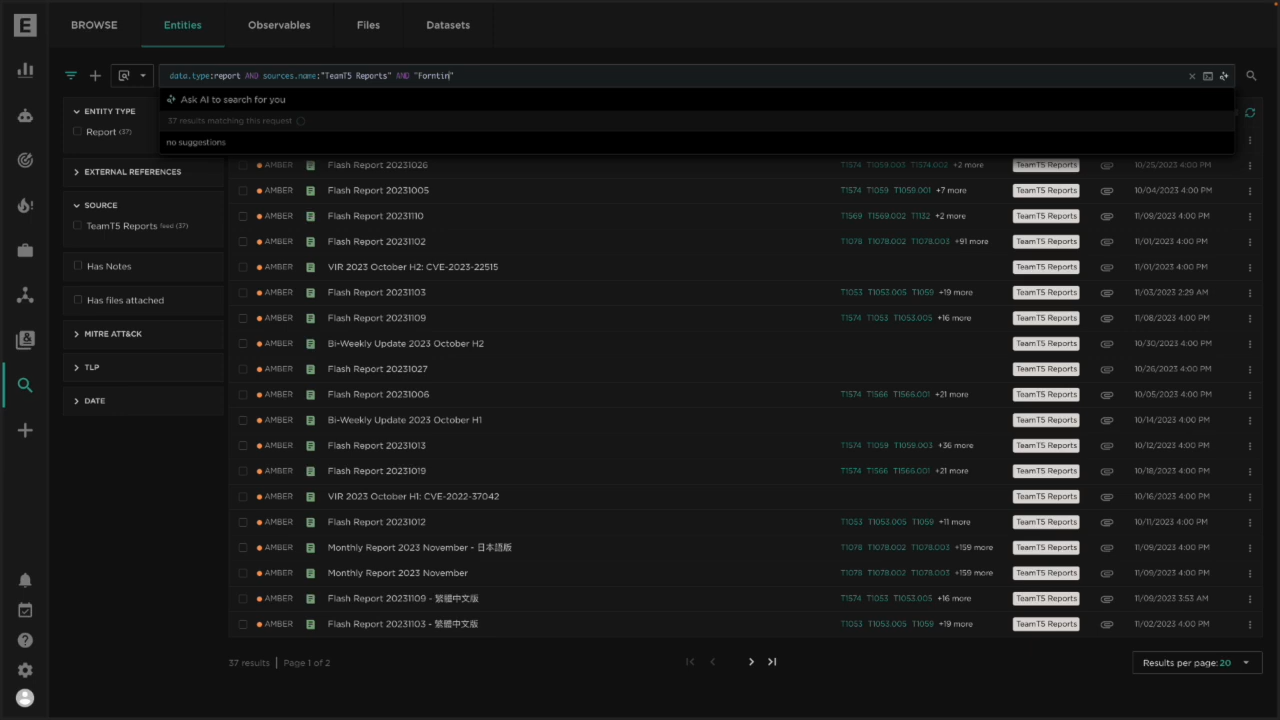 E
BROWSE Entities Observables Files Datasets
data.type:report AND sources.name:"TeamT5 Reports" AND "Forntin"
Ask AI to search for you
37 results matching this request
no suggestions
ENTITY TYPE
Report (37)
EXTERNAL REFERENCES
SOURCE
TeamT5 Reports feed (37)
Has Notes
Has files attached
MITRE ATT&CK
TLP
DATE
AMBER Flash Report 20231026 T1574 T1059.003 T1574.002 +2 more TeamT5 Reports 10/25/2023 4:00 PM
AMBER Flash Report 20231005 T1574 T1059 T1059.001 +7 more TeamT5 Reports 10/04/2023 4:00 PM
AMBER Flash Report 20231110 T1569 T1569.002 T1132 +2 more TeamT5 Reports 11/09/2023 4:00 PM
AMBER Flash Report 20231102 T1078 T1078.002 T1078.003 +91 more TeamT5 Reports 11/01/2023 4:00 PM
AMBER VIR 2023 October H2: CVE-2023-22515 TeamT5 Reports 11/01/2023 4:00 PM
AMBER Flash Report 20231103 T1053 T1053.005 T1059 +19 more TeamT5 Reports 11/03/2023 2:29 AM
AMBER Flash Report 20231109 T1574 T1053 T1053.005 +16 more TeamT5 Reports 11/08/2023 4:00 PM
AMBER Bi-Weekly Update 2023 October H2 TeamT5 Reports 10/30/2023 4:00 PM
AMBER Flash Report 20231027 TeamT5 Reports 10/26/2023 4:00 PM
AMBER Flash Report 20231006 T1574 T1566 T1566.001 +21 more TeamT5 Reports 10/05/2023 4:00 PM
AMBER Bi-Weekly Update 2023 October H1 TeamT5 Reports 10/14/2023 4:00 PM
AMBER Flash Report 20231013 T1574 T1059 T1059.003 +36 more TeamT5 Reports 10/12/2023 4:00 PM
AMBER Flash Report 20231019 T1574 T1566 T1566.001 +21 more TeamT5 Reports 10/18/2023 4:00 PM
AMBER VIR 2023 October H1: CVE-2022-37042 TeamT5 Reports 10/16/2023 4:00 PM
AMBER Flash Report 20231012 T1053 T1053.005 T1059 +11 more TeamT5 Reports 10/11/2023 4:00 PM
AMBER Monthly Report 2023 November - 日本語版 T1078 T1078.002 T1078.003 +159 more TeamT5 Reports 11/09/2023 4:00 PM
AMBER Monthly Report 2023 November T1078 T1078.002 T1078.003 +159 more TeamT5 Reports 11/09/2023 4:00 PM
AMBER Flash Report 20231109 - 繁體中文版 T1574 T1053 T1053.005 +16 more TeamT5 Reports 11/09/2023 3:53 AM
AMBER Flash Report 20231103 - 繁體中文版 T1053 T1053.005 T1059 +19 more TeamT5 Reports 11/02/2023 4:00 PM
37 results | Page 1 of 2
Results per page: 20